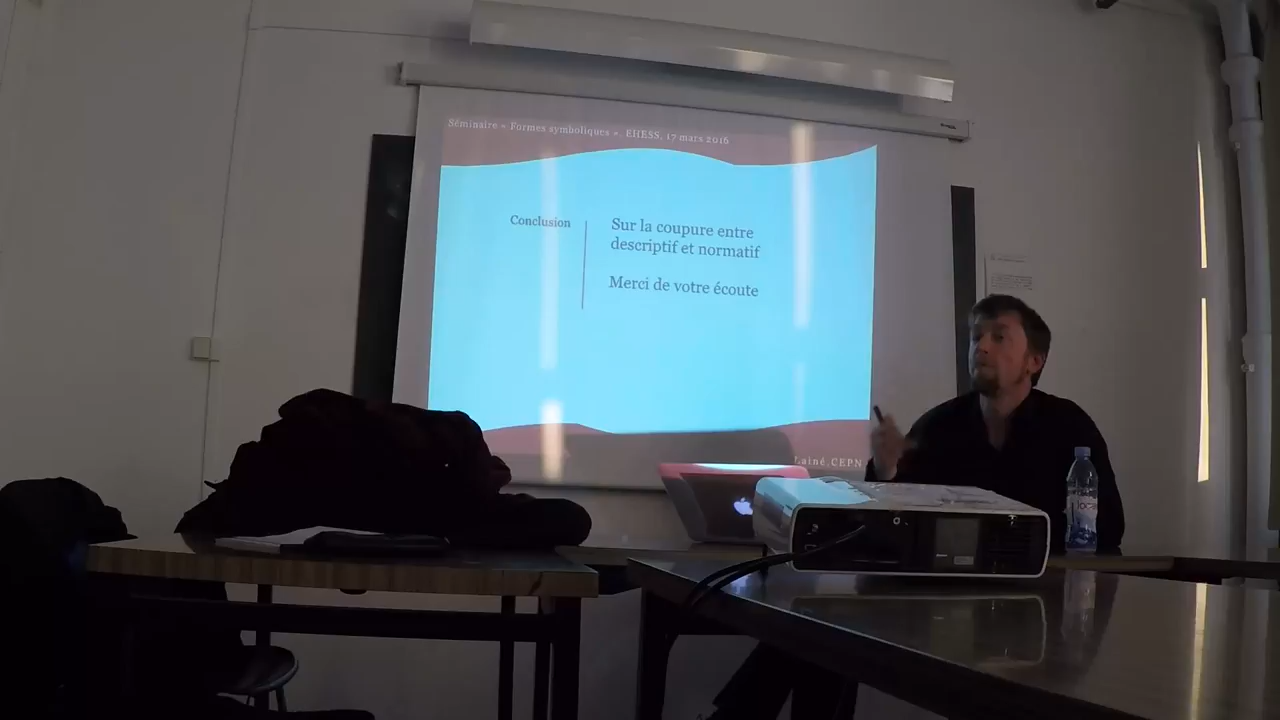 Séminaire « Formes symboliques ». EHESS, 17 mars 2016
Conclusion
Sur la coupure entre
descriptif et normatif
Merci de votre écoute
Lainé CEPN